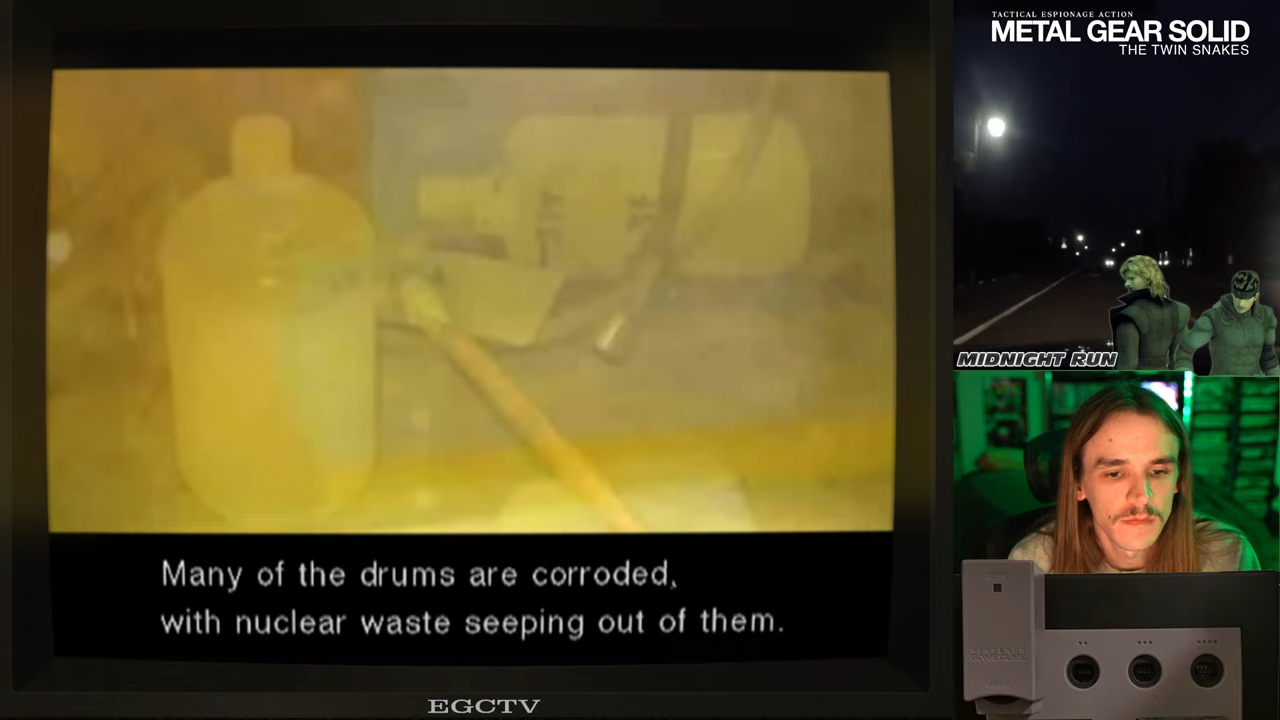 TACTICAL ESPIONAGE ACTION
METAL GEAR SOLID
THE TWIN SNAKES
MIDNIGHT RUN
Many of the drums are corroded,
with nuclear waste seeping out of them.
EGCTV